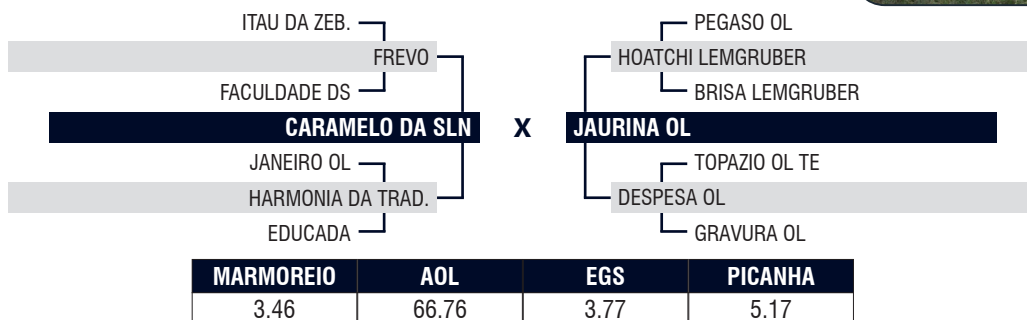 ITAU DA ZEB. PEGASO OL
FREVO HOATCHI LEMGRUBER
FACULDADE DS BRISA LEMGRUBER
CARAMELO DA SLN X JAURINA OL
JANEIRO OL TOPAZIO OL TE
HARMONIA DA TRAD. DESPESA OL
EDUCADA GRAVURA OL
MARMOREIO AOL EGS PICANHA
3.46 66.76 3.77 5.17